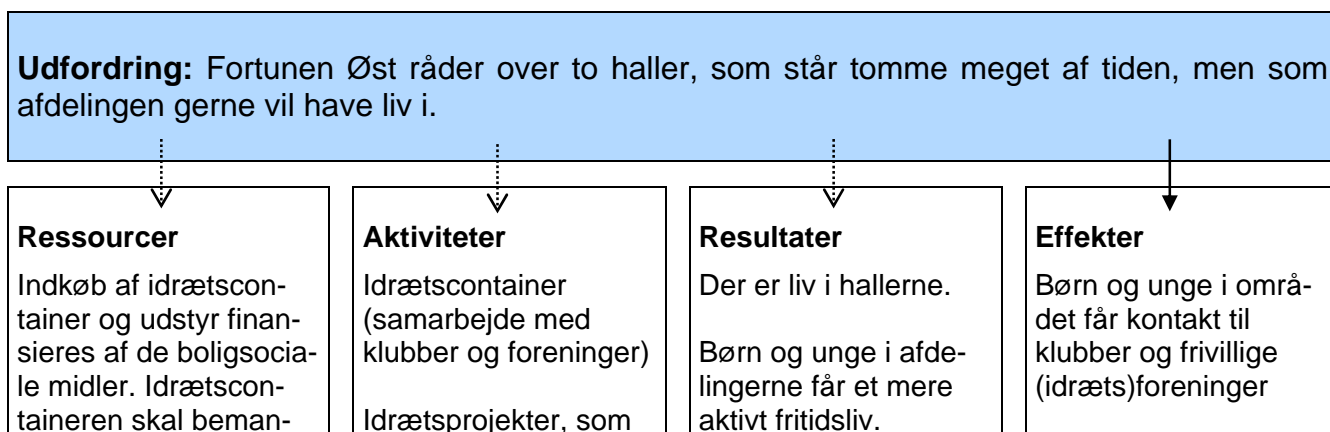 Udfordring: Fortunen Øst råder over to haller, som står tomme meget af tiden, men som
afdelingen gerne vil have liv i.
Ressourcer
Indkøb af idrætscon-
tainer og udstyr finan-
sieres af de boligsocia-
le midler. Idrætscon-
taineren skal beman-
Aktiviteter
Idrætscontainer
(samarbejde med
klubber og foreninger)
Idrætsprojekter, som
Resultater
Der er liv i hallerne.
Børn og unge i afde-
lingerne får et mere
aktivt fritidsliv.
Effekter
Børn og unge i områ-
det får kontakt til
klubber og frivillige
(idræts)foreninger